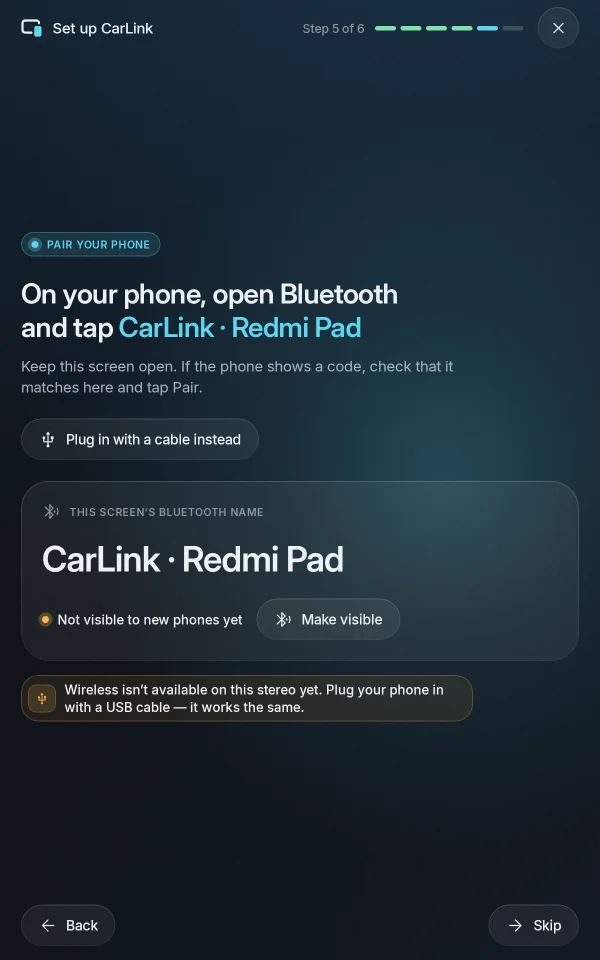 Set up CarLink
Step 5 of 6
PAIR YOUR PHONE
On your phone, open Bluetooth
and tap CarLink · Redmi Pad
Keep this screen open. If the phone shows a code, check that it
matches here and tap Pair.
Plug in with a cable instead
THIS SCREEN'S BLUETOOTH NAME
CarLink · Redmi Pad
Not visible to new phones yet
Make visible
Wireless isn't available on this stereo yet. Plug your phone in
with a USB cable — it works the same.
Back
Skip